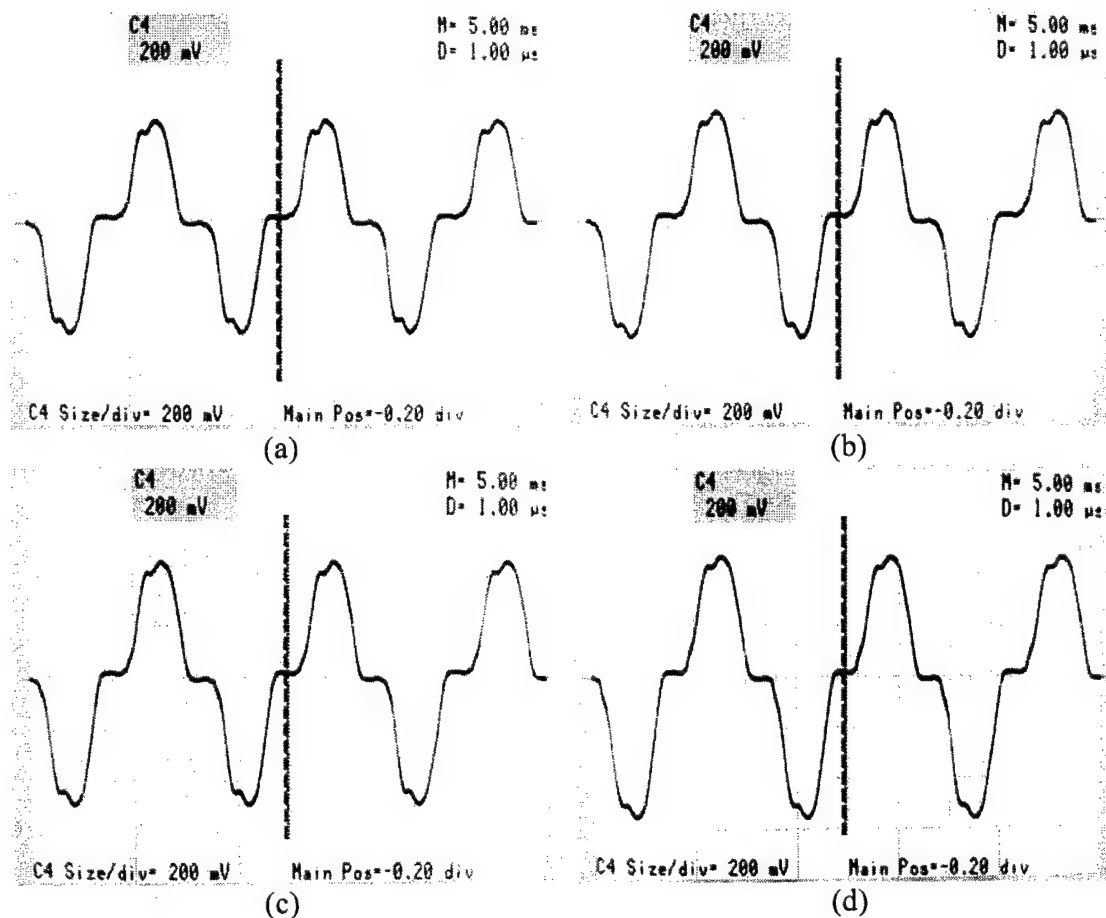 C4
200 mV
M= 5.00 ms
D= 1.00 µs
C4 Size/div= 200 mV
Main Pos=-0.20 div
(a)
C4
200 mV
M= 5.00 ms
D= 1.00 µs
C4 Size/div= 200 mV
Main Pos=-0.20 div
(b)
C4
200 mV
M= 5.00 ms
D= 1.00 µs
C4 Size/div= 200 mV
Main Pos=-0.20 div
(c)
C4
200 mV
M= 5.00 ms
D= 1.00 µs
C4 Size/div= 200 mV
Main Pos=-0.20 div
(d)